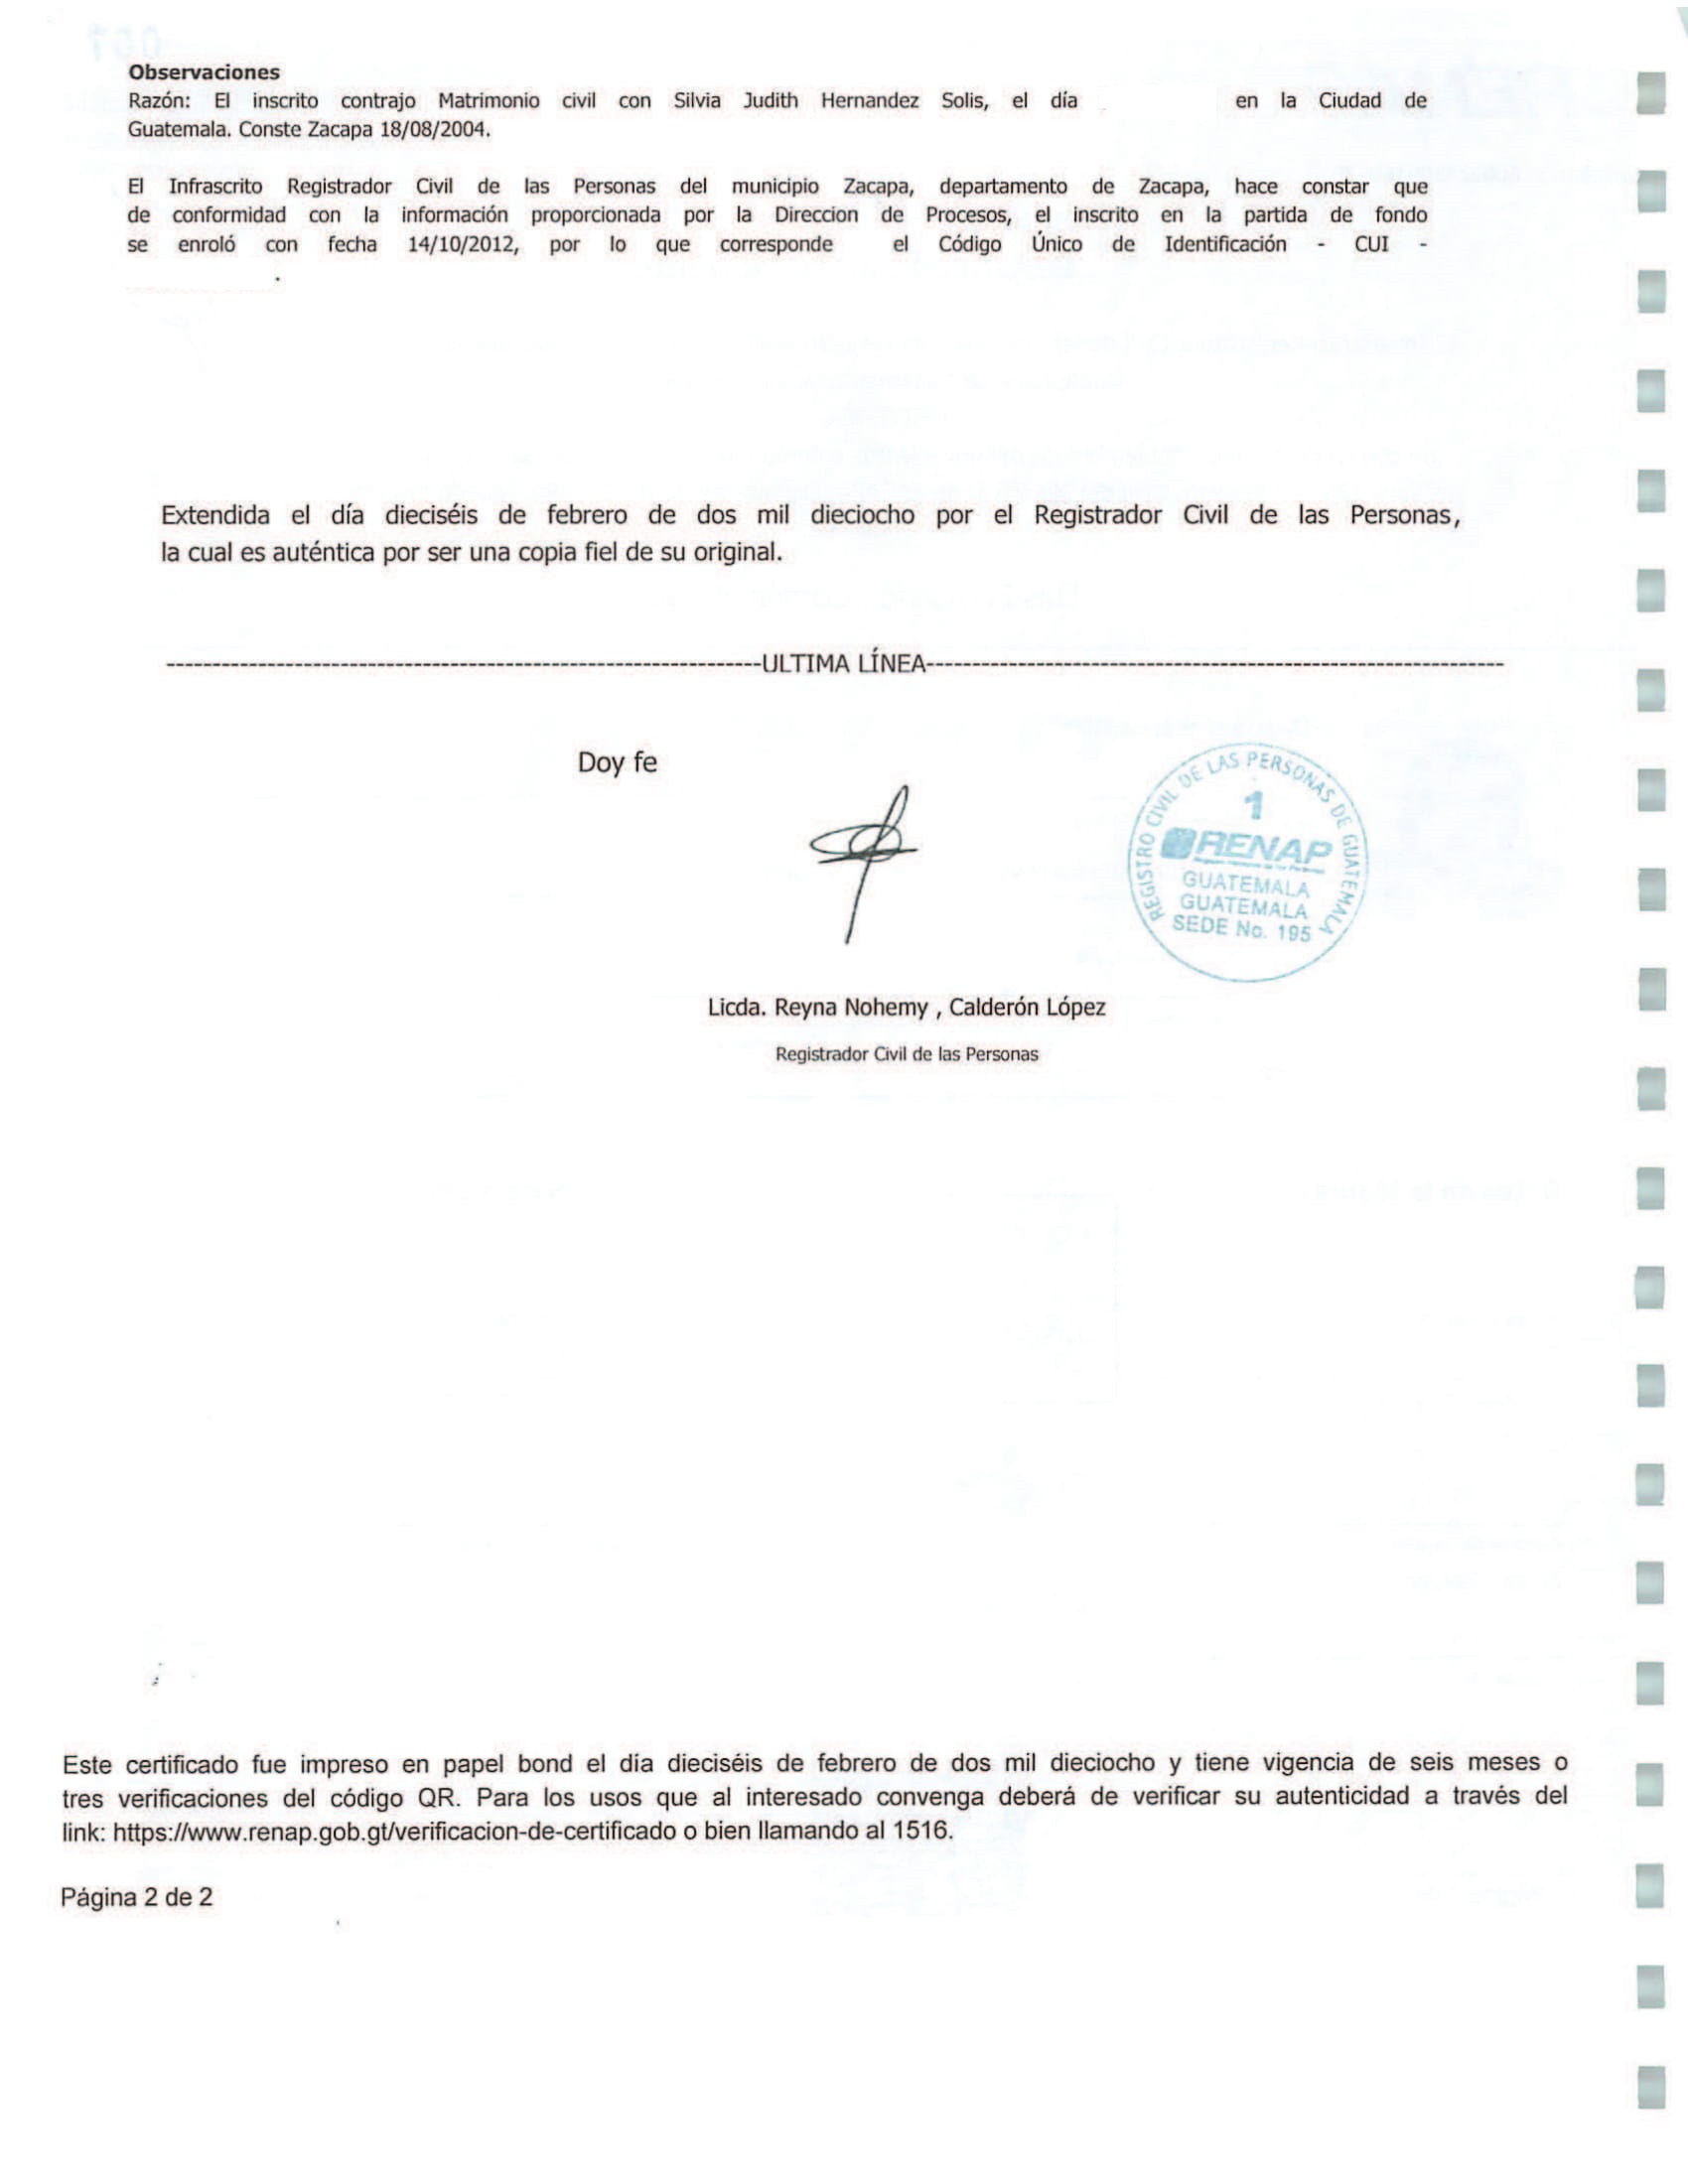 Observaciones
Razón: El inscrito contrajo Matrimonio civil con Silvia Judith Hernandez Solis, el día en la Ciudad de
Guatemala. Conste Zacapa 18/08/2004.
El Infrascrito Registrador Civil de las Personas del municipio Zacapa, departamento de Zacapa, hace constar que
de conformidad con la información proporcionada por la Direccion de Procesos, el inscrito en la partida de fondo
se enroló con fecha 14/10/2012, por lo que corresponde el Código Único de Identificación - CUI -
.
Extendida el día dieciséis de febrero de dos mil dieciocho por el Registrador Civil de las Personas,
la cual es auténtica por ser una copia fiel de su original.
ULTIMA LÍNEA
Doy fe
REGISTRO CIVIL DE LAS PERSONAS DE GUATEMALA
1
RENAP
GUATEMALA
GUATEMALA
SEDE No. 195
Licda. Reyna Nohemy , Calderón López
Registrador Civil de las Personas
Este certificado fue impreso en papel bond el día dieciséis de febrero de dos mil dieciocho y tiene vigencia de seis meses o
tres verificaciones del código QR. Para los usos que al interesado convenga deberá de verificar su autenticidad a través del
link: https://www.renap.gob.gt/verificacion-de-certificado o bien llamando al 1516.
Página 2 de 2